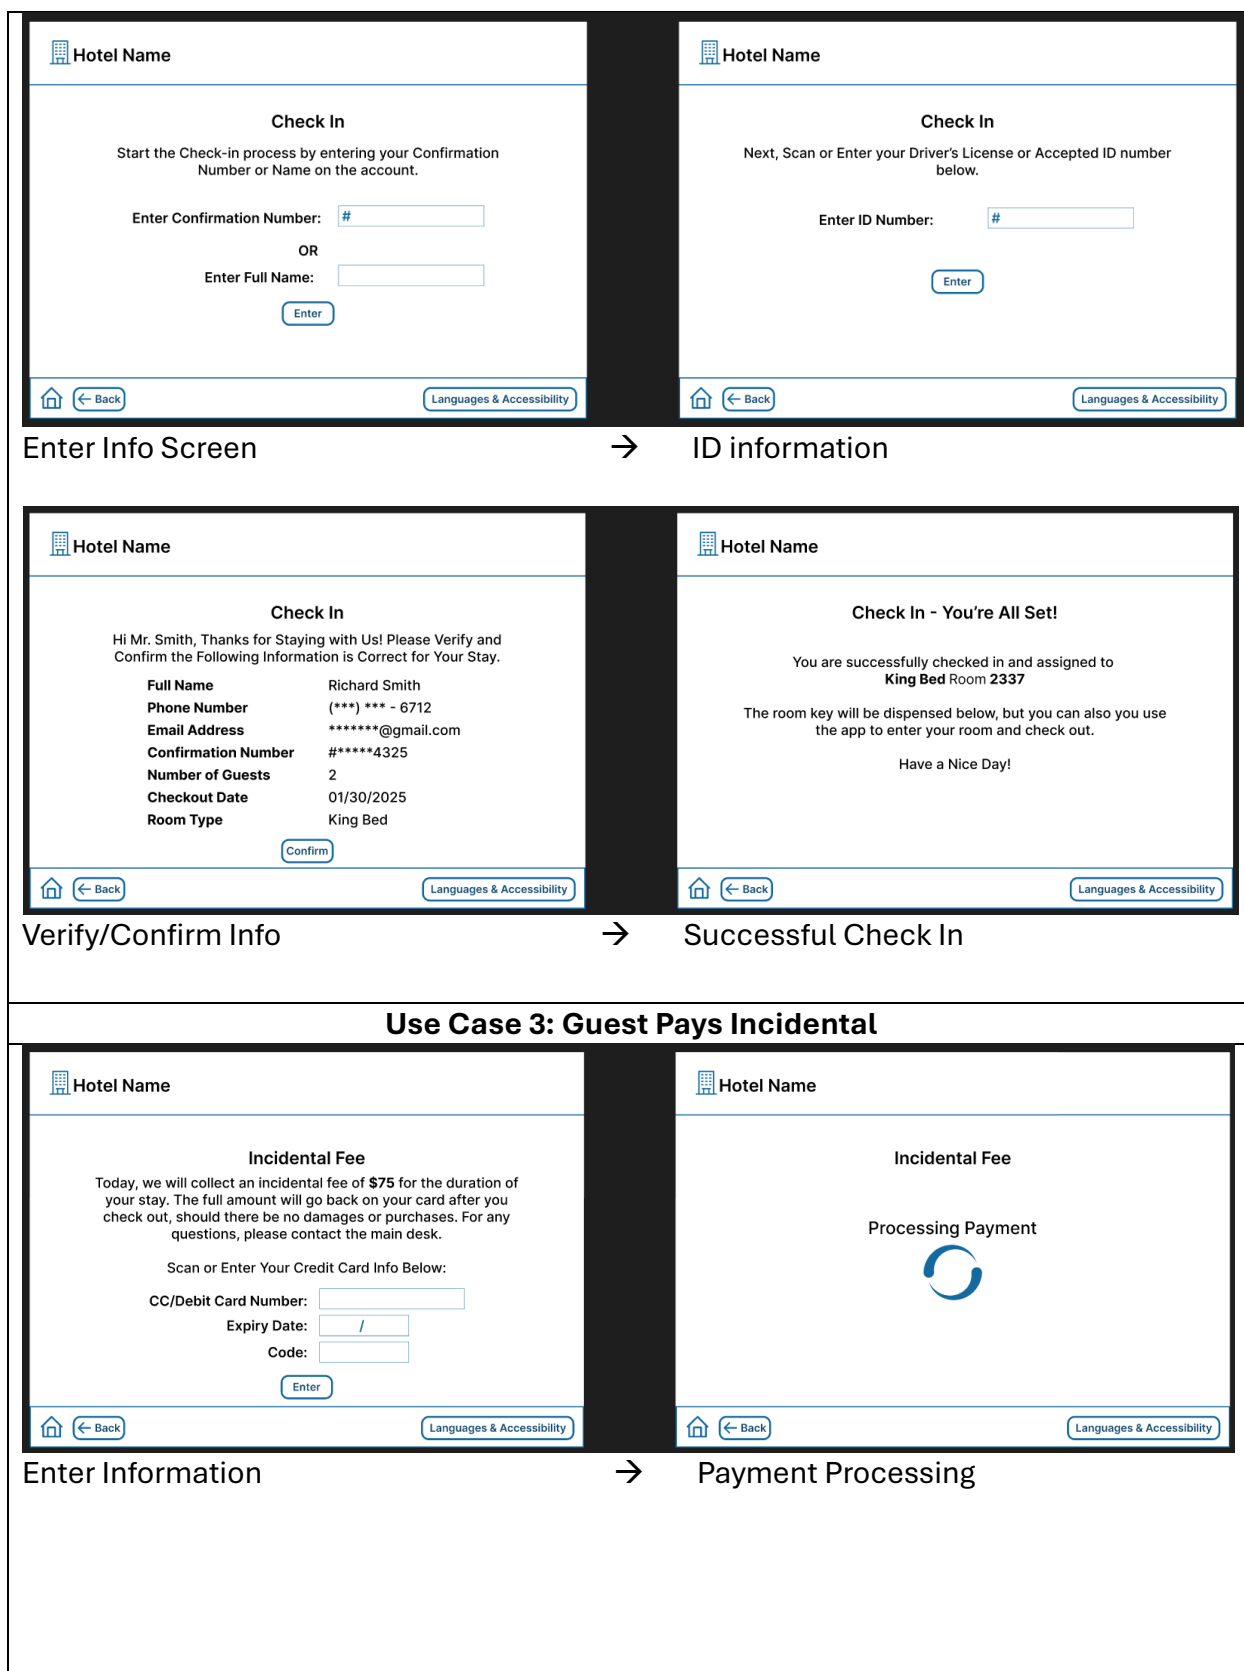 Hotel Name
Check In
Start the Check-in process by entering your Confirmation
Number or Name on the account.
Enter Confirmation Number: #
OR
Enter Full Name:
Enter
← Back
Languages & Accessibility
Hotel Name
Check In
Next, Scan or Enter your Driver's License or Accepted ID number
below.
Enter ID Number: #
Enter
← Back
Languages & Accessibility
Enter Info Screen → ID information
Hotel Name
Check In
Hi Mr. Smith, Thanks for Staying with Us! Please Verify and
Confirm the Following Information is Correct for Your Stay.
Full Name Richard Smith
Phone Number (***) *** - 6712
Email Address *******@gmail.com
Confirmation Number #*****4325
Number of Guests 2
Checkout Date 01/30/2025
Room Type King Bed
Confirm
← Back
Languages & Accessibility
Hotel Name
Check In - You're All Set!
You are successfully checked in and assigned to
King Bed Room 2337
The room key will be dispensed below, but you can also you use
the app to enter your room and check out.
Have a Nice Day!
← Back
Languages & Accessibility
Verify/Confirm Info → Successful Check In
Use Case 3: Guest Pays Incidental
Hotel Name
Incidental Fee
Today, we will collect an incidental fee of $75 for the duration of
your stay. The full amount will go back on your card after you
check out, should there be no damages or purchases. For any
questions, please contact the main desk.
Scan or Enter Your Credit Card Info Below:
CC/Debit Card Number:
Expiry Date: /
Code:
Enter
← Back
Languages & Accessibility
Hotel Name
Incidental Fee
Processing Payment
← Back
Languages & Accessibility
Enter Information → Payment Processing